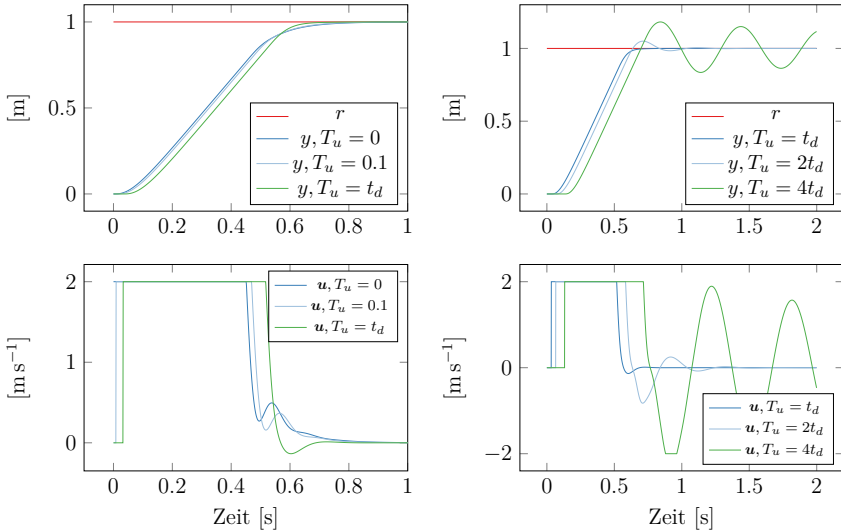 1
0.5
0
[m]
r
y, T_u = 0
y, T_u = 0.1
y, T_u = t_d
0 0.2 0.4 0.6 0.8 1
1
0.5
0
[m]
r
y, T_u = t_d
y, T_u = 2t_d
y, T_u = 4t_d
0 0.5 1 1.5 2
2
1
0
[m s⁻¹]
u, T_u = 0
u, T_u = 0.1
u, T_u = t_d
0 0.2 0.4 0.6 0.8 1
Zeit [s]
2
0
−2
[m s⁻¹]
u, T_u = t_d
u, T_u = 2t_d
u, T_u = 4t_d
0 0.5 1 1.5 2
Zeit [s]